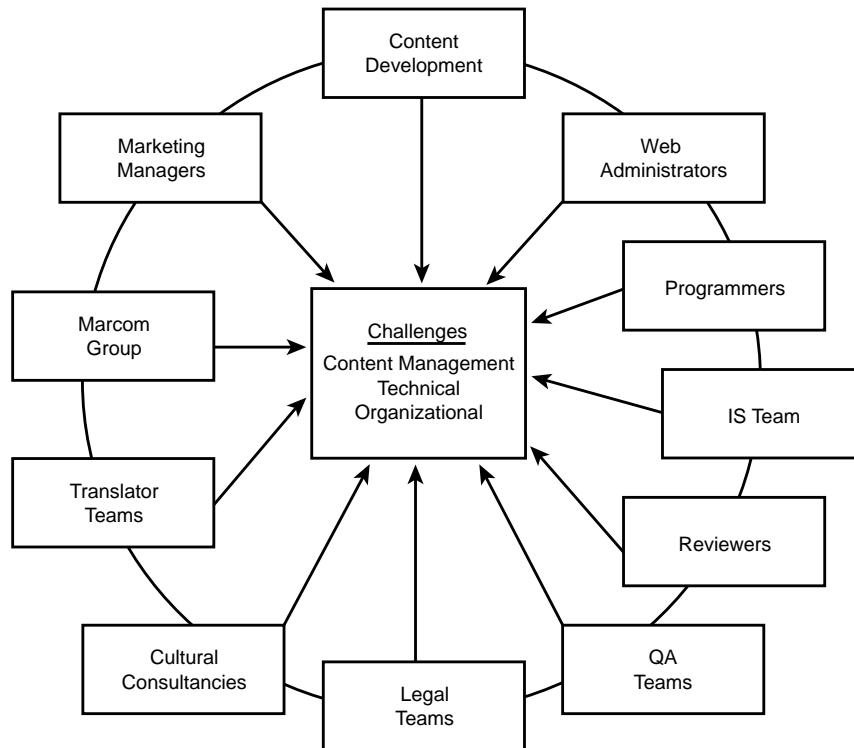 Content
Development
Marketing
Managers
Web
Administrators
Programmers
Marcom
Group
Challenges
Content Management
Technical
Organizational
IS Team
Translator
Teams
Reviewers
Cultural
Consultancies
Legal
Teams
QA
Teams